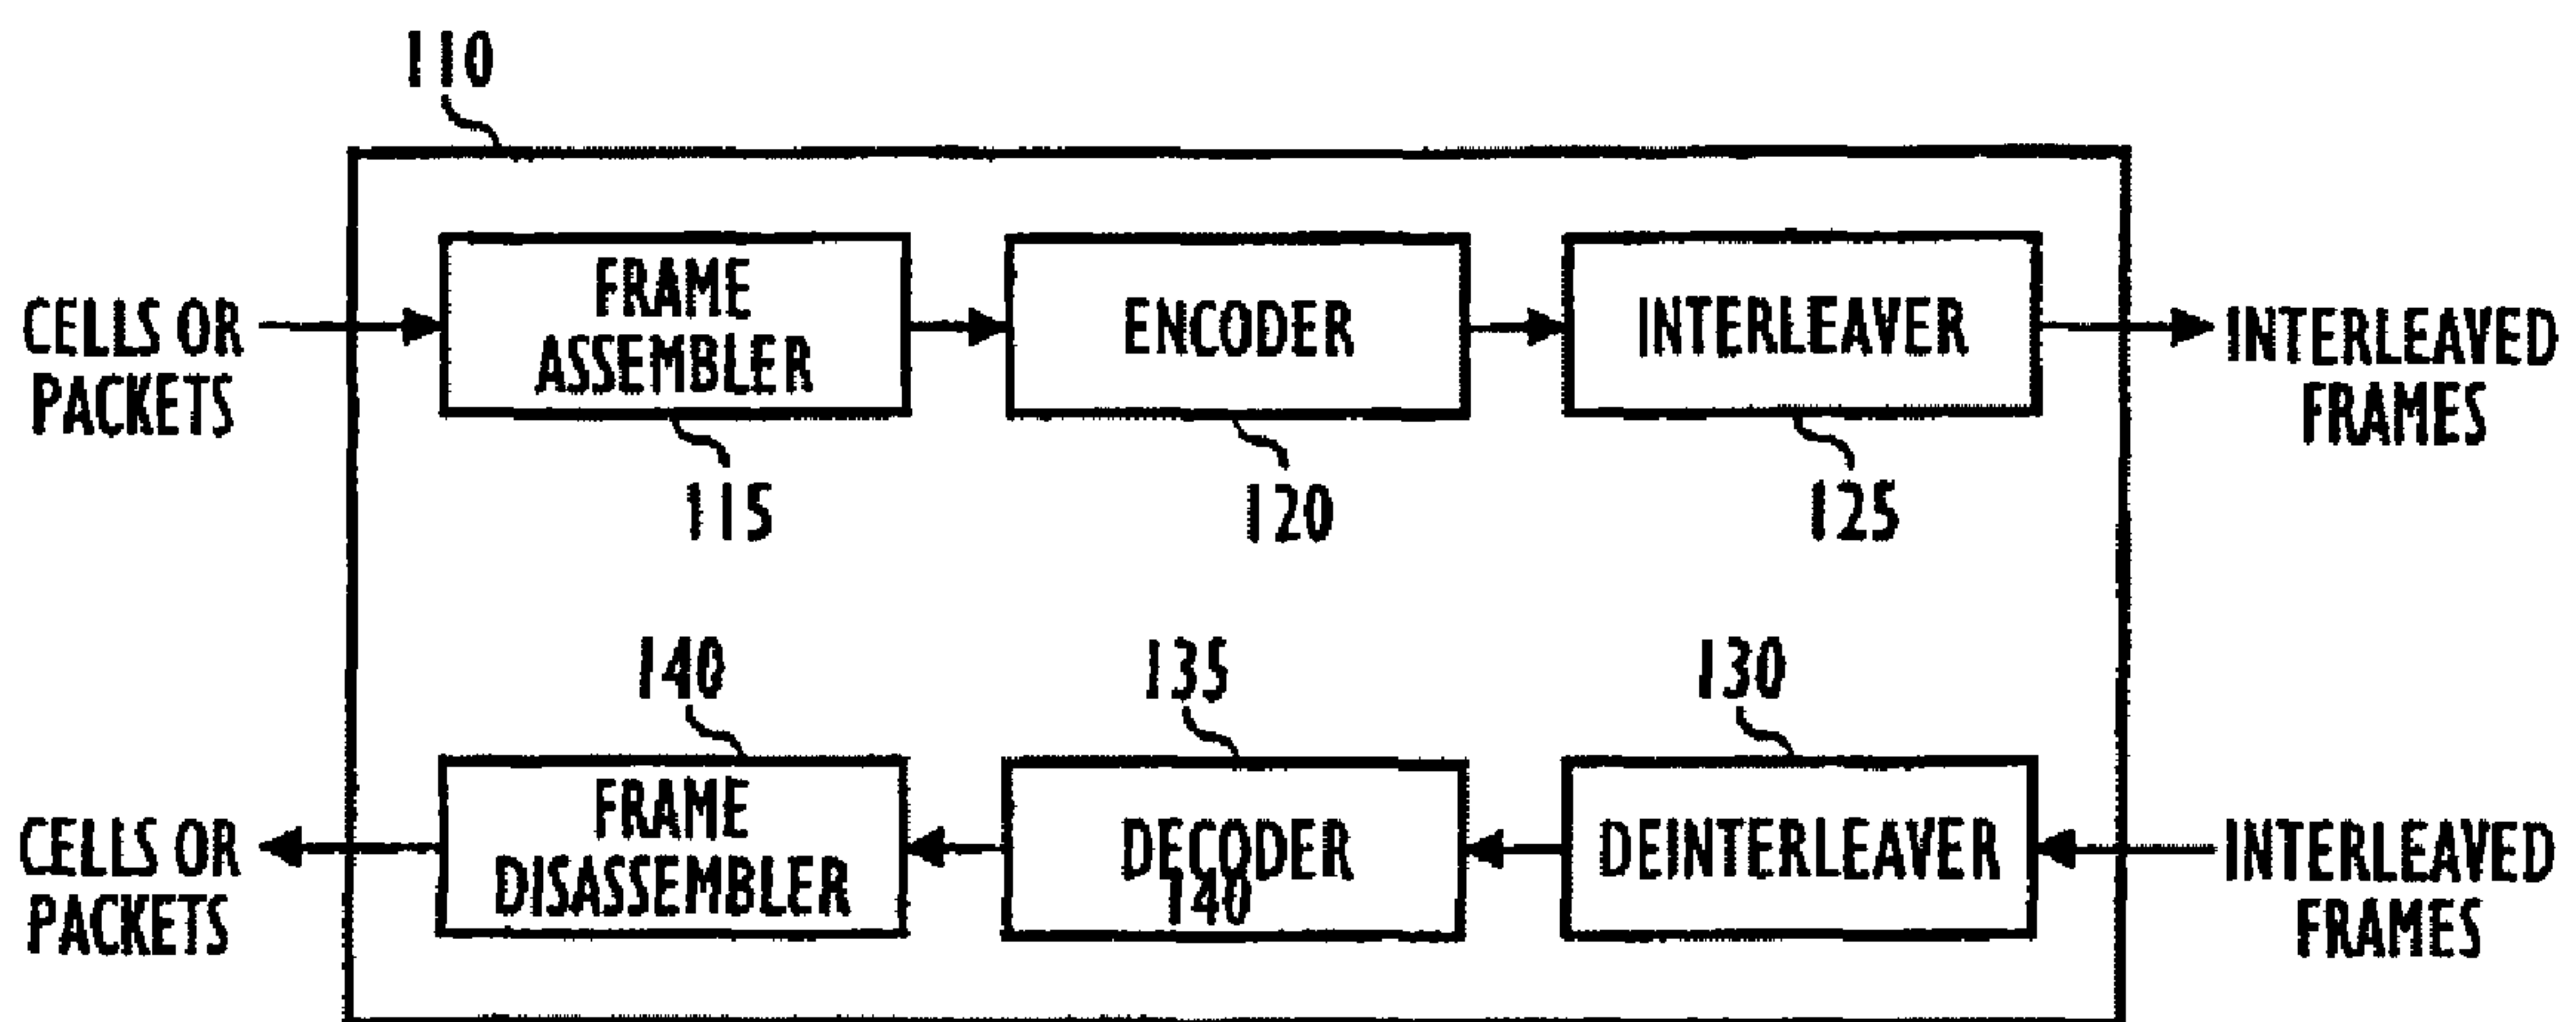 110
CELLS OR
PACKETS
FRAME
ASSEMBLER
ENCODER
INTERLEAVER
INTERLEAVED
FRAMES
115
120
125
140
135
130
CELLS OR
PACKETS
FRAME
DISASSEMBLER
DECODER
140
DEINTERLEAVER
INTERLEAVED
FRAMES